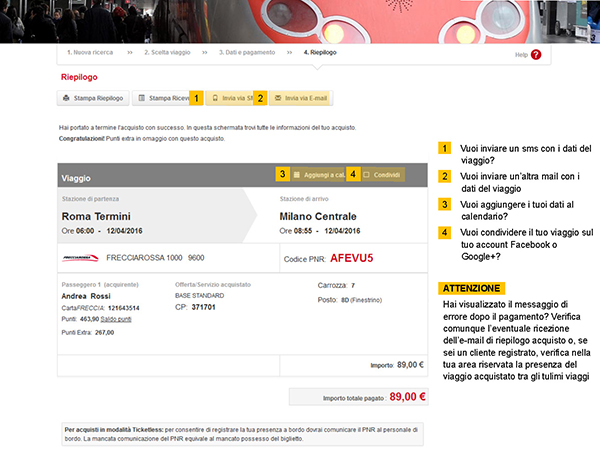 1. Nuova ricerca » 2. Scelta viaggio » 3. Dati e pagamento » 4. Riepilogo
Help ?
Riepilogo
Stampa Riepilogo Stampa Ricev 1 Invia via SM 2 Invia via E-mail
Hai portato a termine l'acquisto con successo. In questa schermata trovi tutte le informazioni del tuo acquisto.
Congratulazioni! Punti extra in omaggio con questo acquisto.
Viaggio 3 Aggiungi a cal. 4 Condividi
Stazione di partenza Stazione di arrivo
Roma Termini Milano Centrale
Ore 06:00 - 12/04/2016 Ore 08:55 - 12/04/2016
FRECCIAROSSA FRECCIAROSSA 1000 9600 Codice PNR: AFEVU5
Passeggero 1 (acquirente) Offerta/Servizio acquistato Carrozza: 7
Andrea Rossi BASE STANDARD Posto: 8D (Finestrino)
CartaFRECCIA: 121643514 CP: 371701
Punti: 463,90 Saldo punti
Punti Extra: 267,00
Importo: 89,00 €
Importo totale pagato: 89,00 €
Per acquisti in modalità Ticketless: per consentire di registrare la tua presenza a bordo dovrai comunicare il PNR al personale di
bordo. La mancata comunicazione del PNR equivale al mancato possesso del biglietto.
1 Vuoi inviare un sms con i dati del
viaggio?
2 Vuoi inviare un'altra mail con i
dati del viaggio
3 Vuoi aggiungere i tuoi dati al
calendario?
4 Vuoi condividere il tuo viaggio sul
tuo account Facebook o
Google+?
ATTENZIONE
Hai visualizzato il messaggio di
errore dopo il pagamento? Verifica
comunque l'eventuale ricezione
dell'e-mail di riepilogo acquisto o, se
sei un cliente registrato, verifica nella
tua area riservata la presenza del
viaggio acquistato tra gli tulimi viaggi